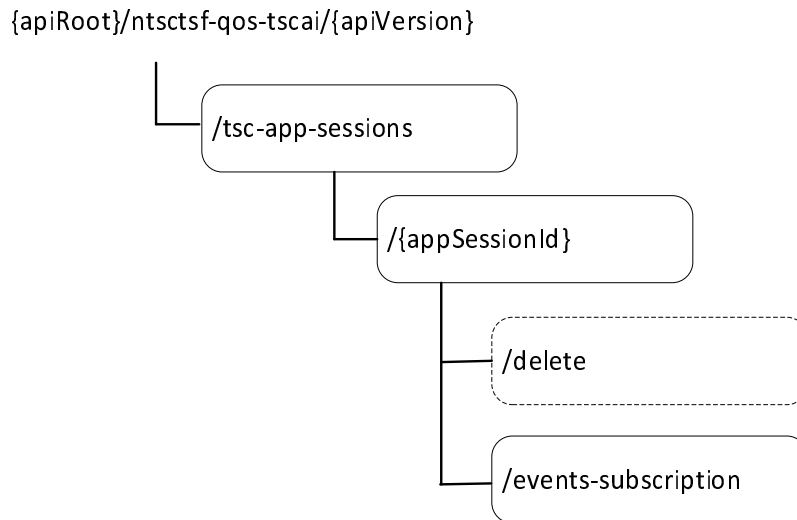 {apiRoot}/ntsctsf-qos-tscai/{apiVersion}
/tsc-app-sessions
/{appSessionId}
/delete
/events-subscription